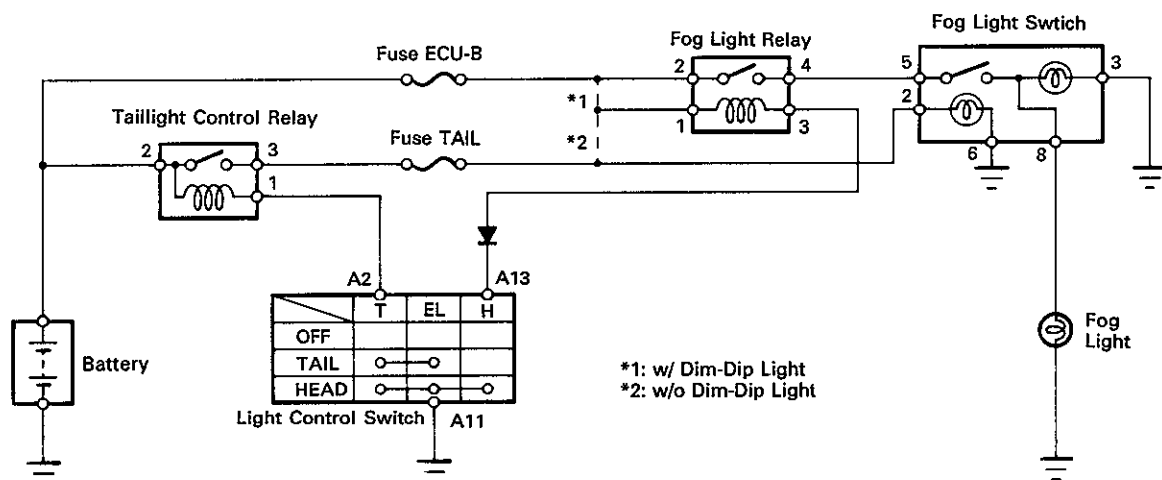 Fog Light Swtich
Fog Light Relay
Fuse ECU-B
2
4
5
3
*1
Taillight Control Relay
2
1
3
Fuse TAIL
*2
2
3
6
8
1
A2
A13
T
EL
H
OFF
TAIL
HEAD
Battery
Fog
Light
*1: w/ Dim-Dip Light
*2: w/o Dim-Dip Light
Light Control Switch
A11